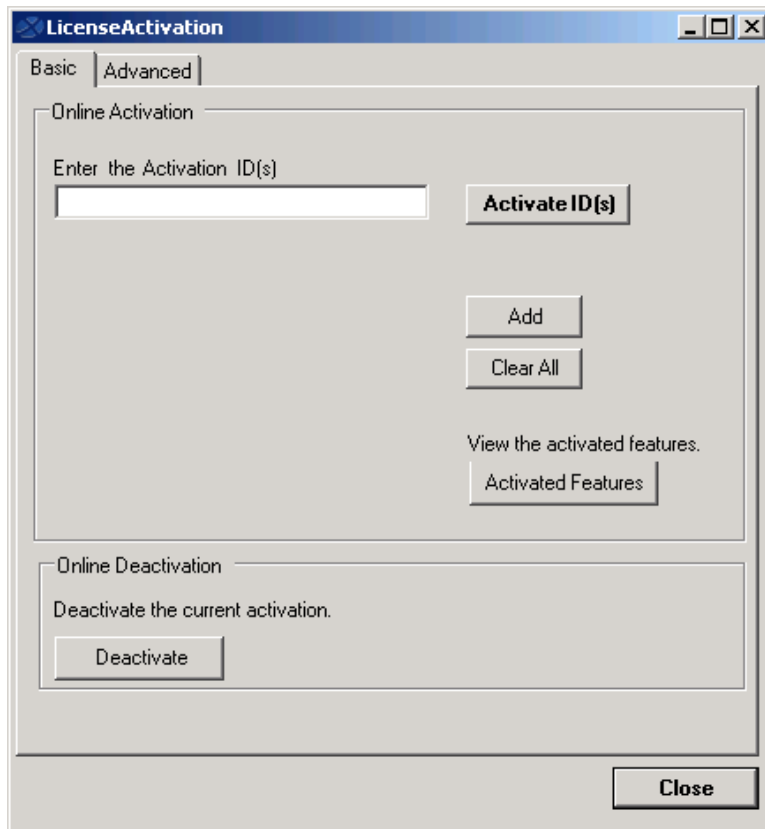 LicenseActivation
Basic
Advanced
Online Activation
Enter the Activation ID(s)
Activate ID(s)
Add
Clear All
View the activated features.
Activated Features
Online Deactivation
Deactivate the current activation.
Deactivate
Close